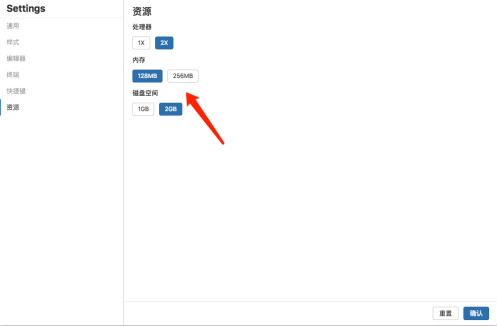 Settings
通用
样式
编辑器
终端
快捷键
资源
资源
处理器
1X 2X
内存
128MB 256MB
磁盘空间
1GB 2GB
重置 确认